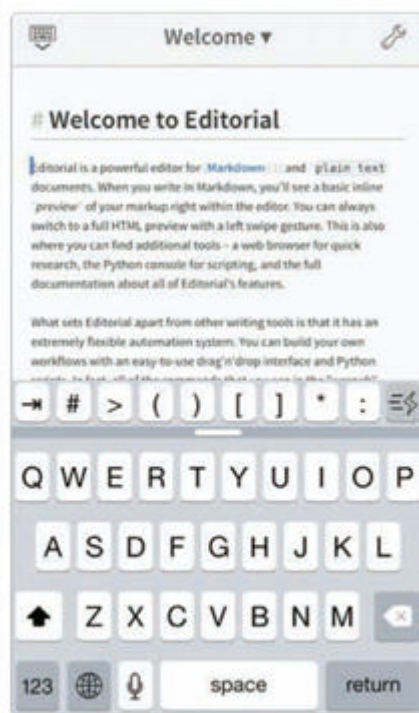 Welcome ▾
# Welcome to Editorial
Editorial is a powerful editor for Markdown and plain text
documents. When you write in Markdown, you'll see a basic inline
"preview" of your markup right within the editor. You can always
switch to a full HTML preview with a left swipe gesture. This is also
where you can find additional tools – a web browser for quick
research, the Python console for scripting, and the full
documentation about all of Editorial's features.
What sets Editorial apart from other writing tools is that it has an
extremely flexible automation system. You can build your own
workflows with an easy-to-use drag'n'drop interface and Python
⇥ # > ( ) [ ] * :
Q W E R T Y U I O P
A S D F G H J K L
Z X C V B N M
123 space return